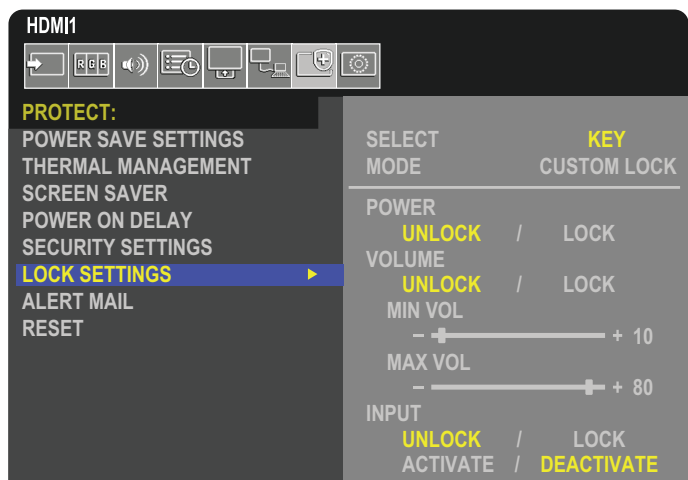 HDMI1
RGB
PROTECT:
POWER SAVE SETTINGS
THERMAL MANAGEMENT
SCREEN SAVER
POWER ON DELAY
SECURITY SETTINGS
LOCK SETTINGS
ALERT MAIL
RESET
SELECT KEY
MODE CUSTOM LOCK
POWER
UNLOCK / LOCK
VOLUME
UNLOCK / LOCK
MIN VOL
– + 10
MAX VOL
– + 80
INPUT
UNLOCK / LOCK
ACTIVATE / DEACTIVATE